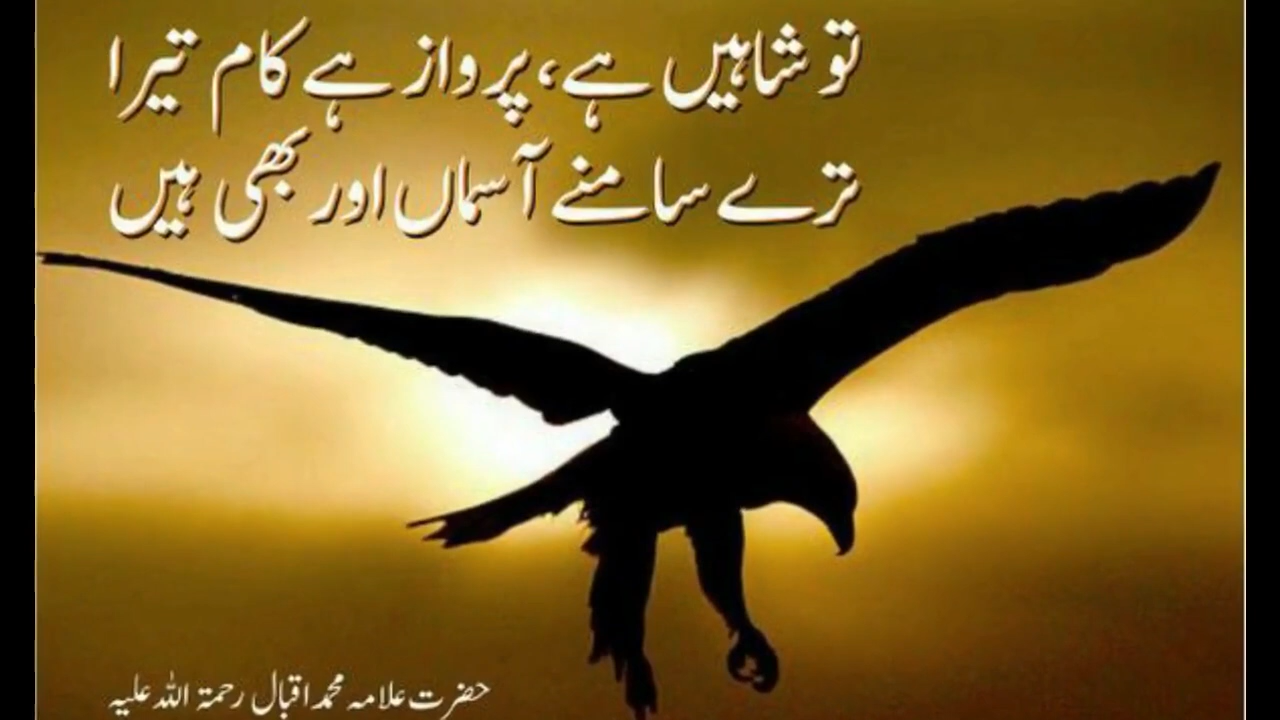 تو شاہیں ہے، پرواز ہے کام تیرا
ترے سامنے آسماں اور بھی ہیں
حضرت علامہ محمد اقبال رحمۃ اللہ علیہ